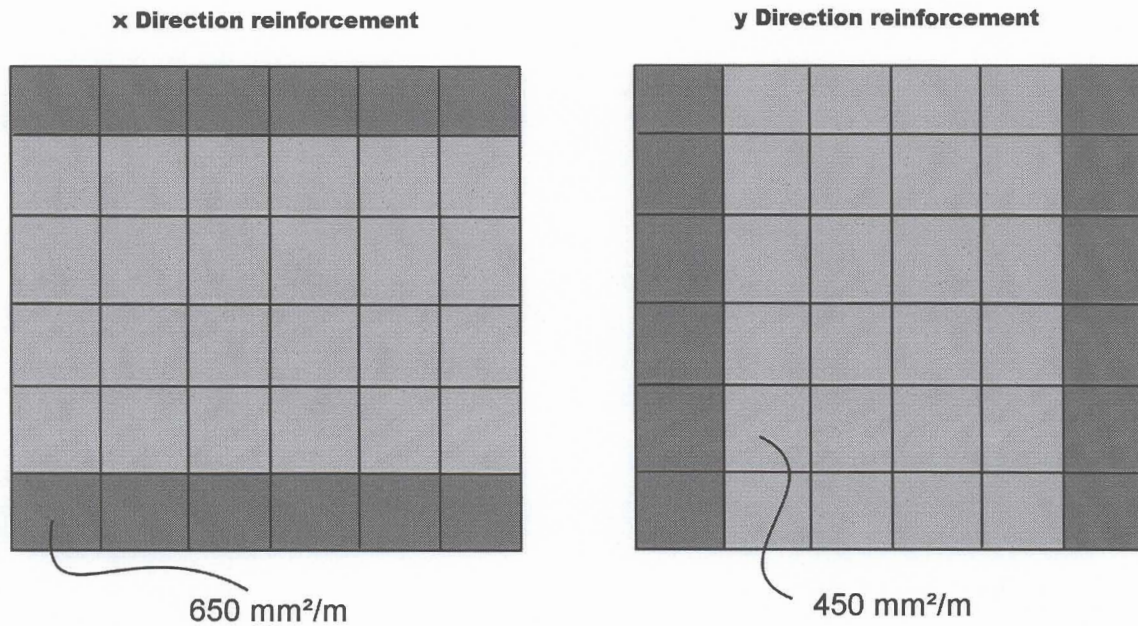 x Direction reinforcement
y Direction reinforcement
650 mm²/m
450 mm²/m